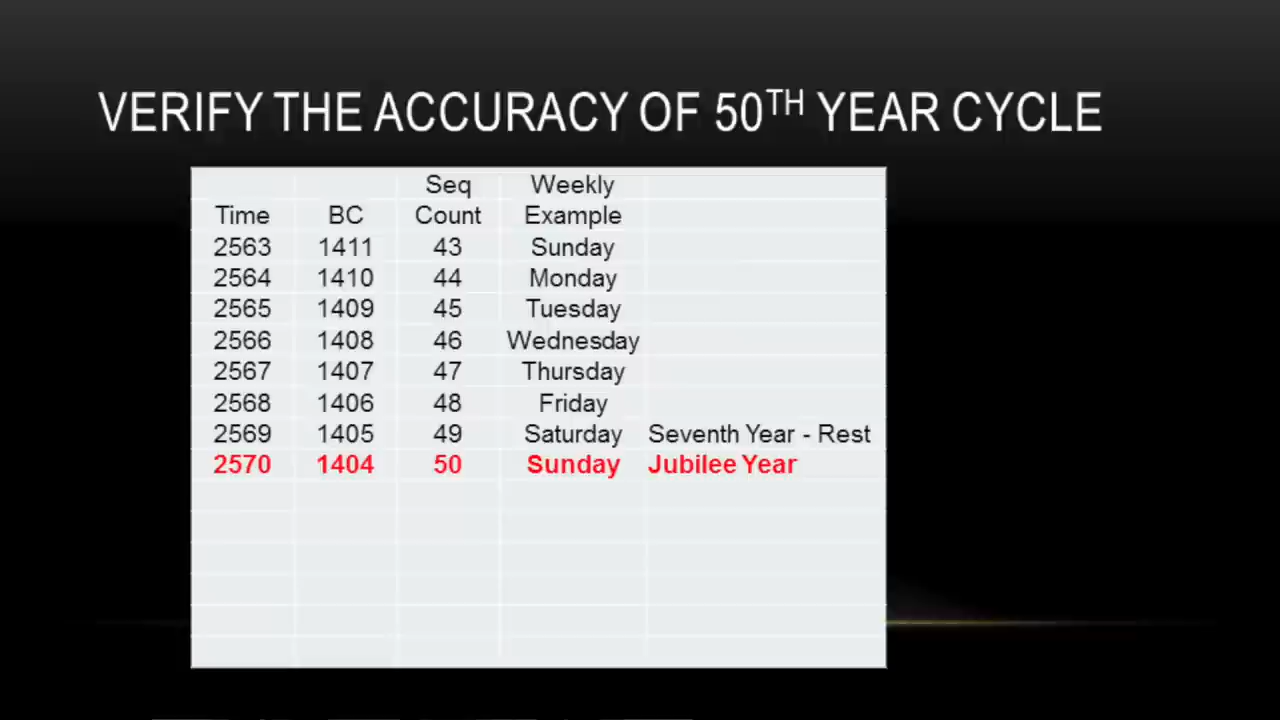 VERIFY THE ACCURACY OF 50TH YEAR CYCLE
Seq Weekly
Time BC Count Example
2563 1411 43 Sunday
2564 1410 44 Monday
2565 1409 45 Tuesday
2566 1408 46 Wednesday
2567 1407 47 Thursday
2568 1406 48 Friday
2569 1405 49 Saturday Seventh Year - Rest
2570 1404 50 Sunday Jubilee Year